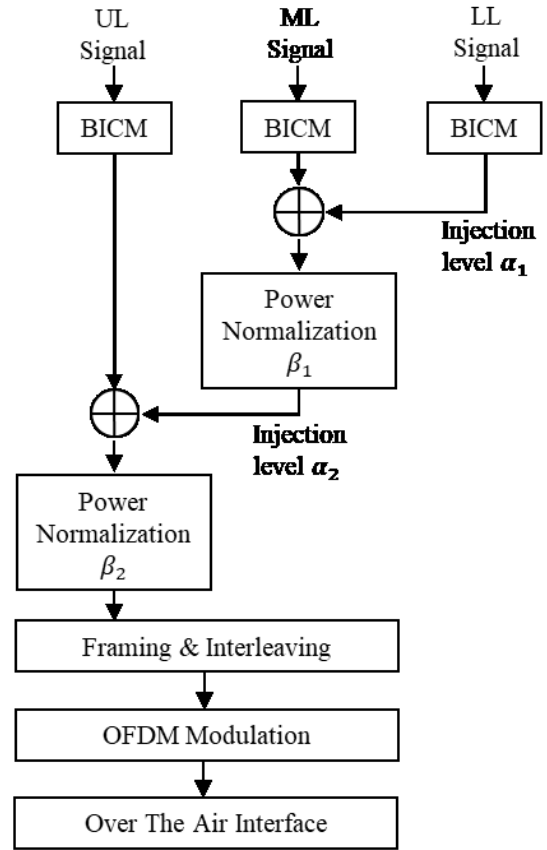 UL
Signal
ML
Signal
LL
Signal
BICM
BICM
BICM
Injection
level α₁
Power
Normalization
β₁
Injection
level α₂
Power
Normalization
β₂
Framing & Interleaving
OFDM Modulation
Over The Air Interface